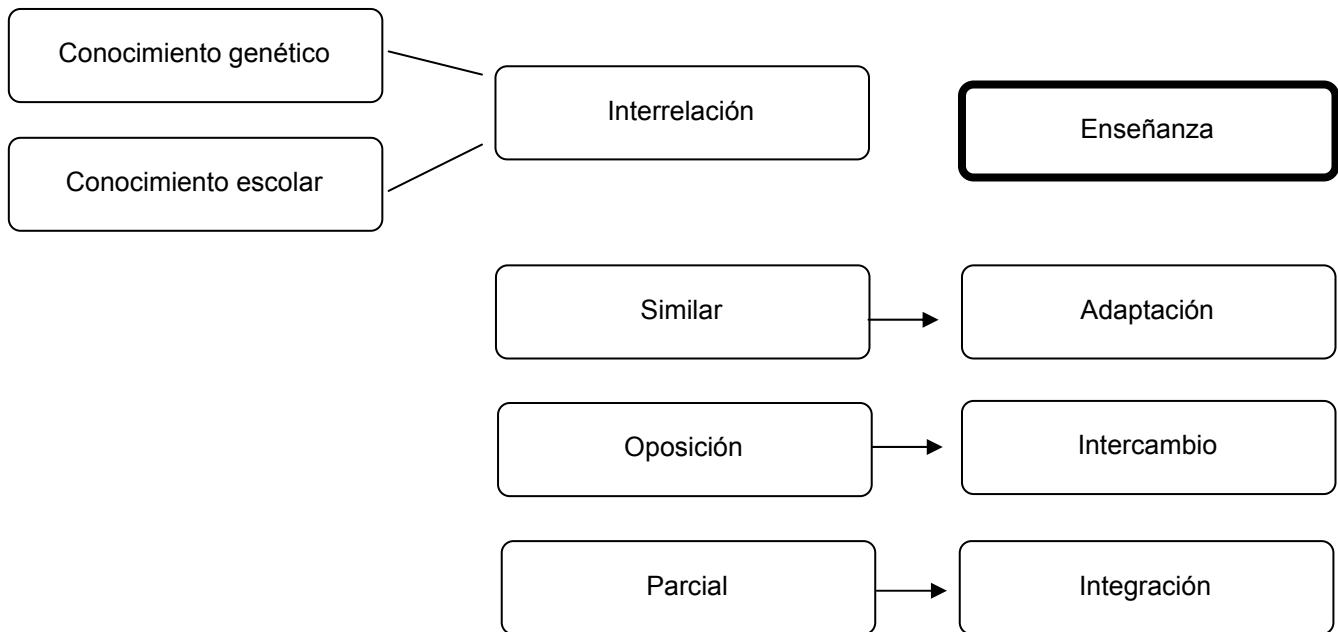 Conocimiento genético
Conocimiento escolar
Interrelación
Enseñanza
Similar
Adaptación
Oposición
Intercambio
Parcial
Integración